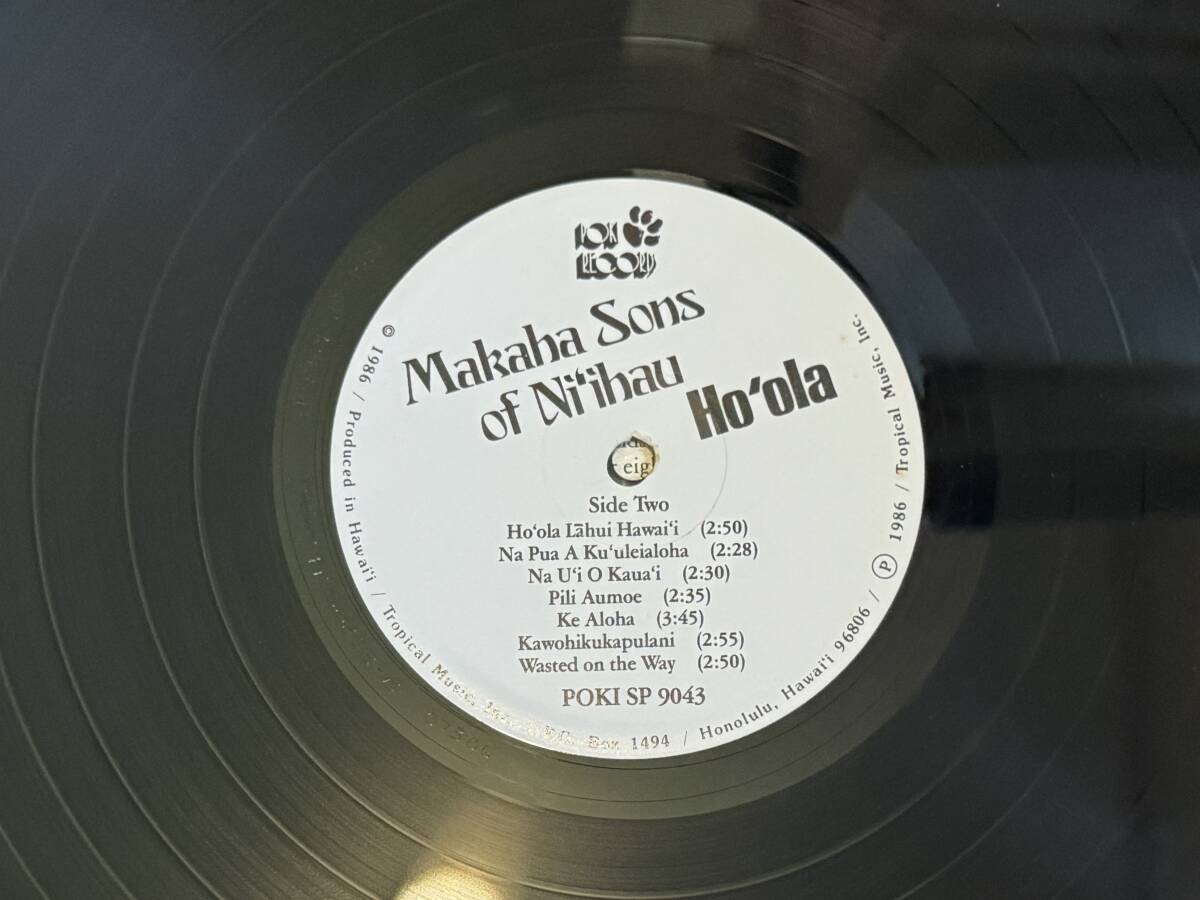 POKI
RECORDS
Makaha Sons
of Ni‘ihau
Ho‘ola
eig
Side Two
Ho‘ola Lāhui Hawai‘i (2:50)
Na Pua A Ku‘uleialoha (2:28)
Na U‘i O Kaua‘i (2:30)
Pili Aumoe (2:35)
Ke Aloha (3:45)
Kawohikukapulani (2:55)
Wasted on the Way (2:50)
POKI SP 9043
© 1986 / Produced in Hawai‘i / Tropical Music, Inc. / P.O. Box 1494 / Honolulu, Hawai‘i 96806 / ℗ 1986 / Tropical Music, Inc.